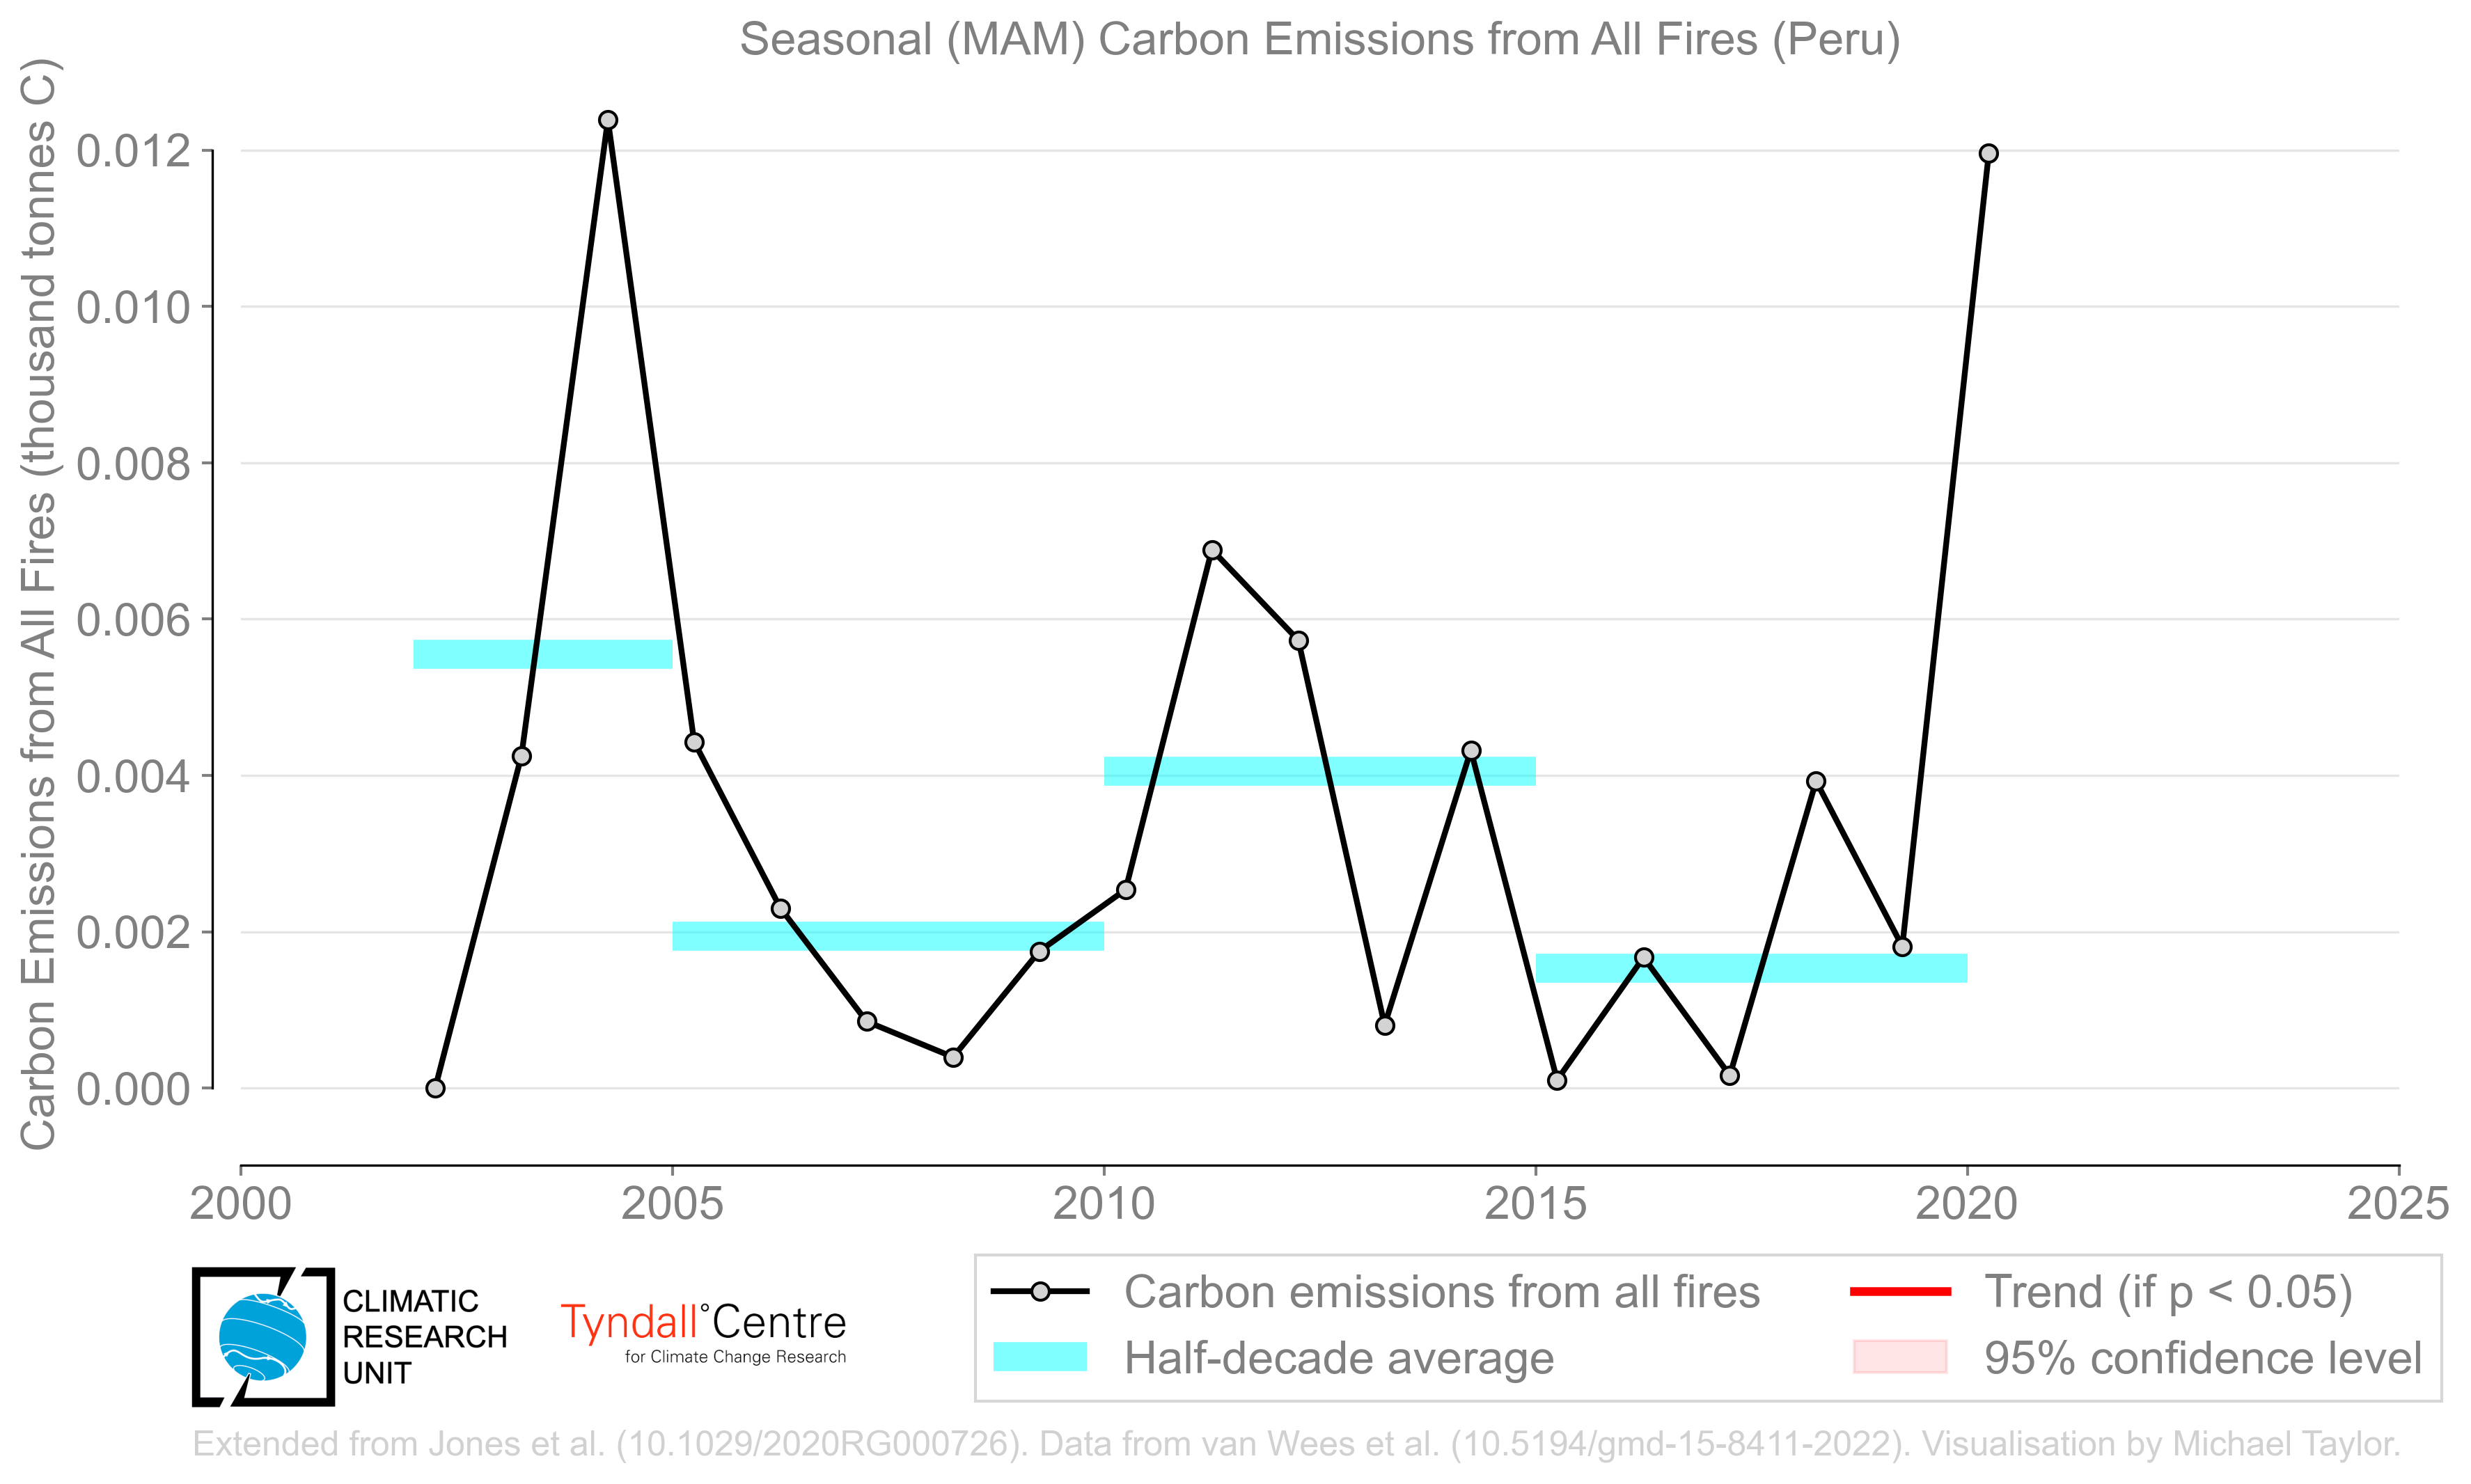 Seasonal (MAM) Carbon Emissions from All Fires (Peru)
Carbon Emissions from All Fires (thousand tonnes C)
0.012
0.010
0.008
0.006
0.004
0.002
0.000
2000
2005
2010
2015
2020
2025
CLIMATIC
RESEARCH
UNIT
Tyndall°Centre
for Climate Change Research
Carbon emissions from all fires
Half-decade average
Trend (if p < 0.05)
95% confidence level
Extended from Jones et al. (10.1029/2020RG000726). Data from van Wees et al. (10.5194/gmd-15-8411-2022). Visualisation by Michael Taylor.